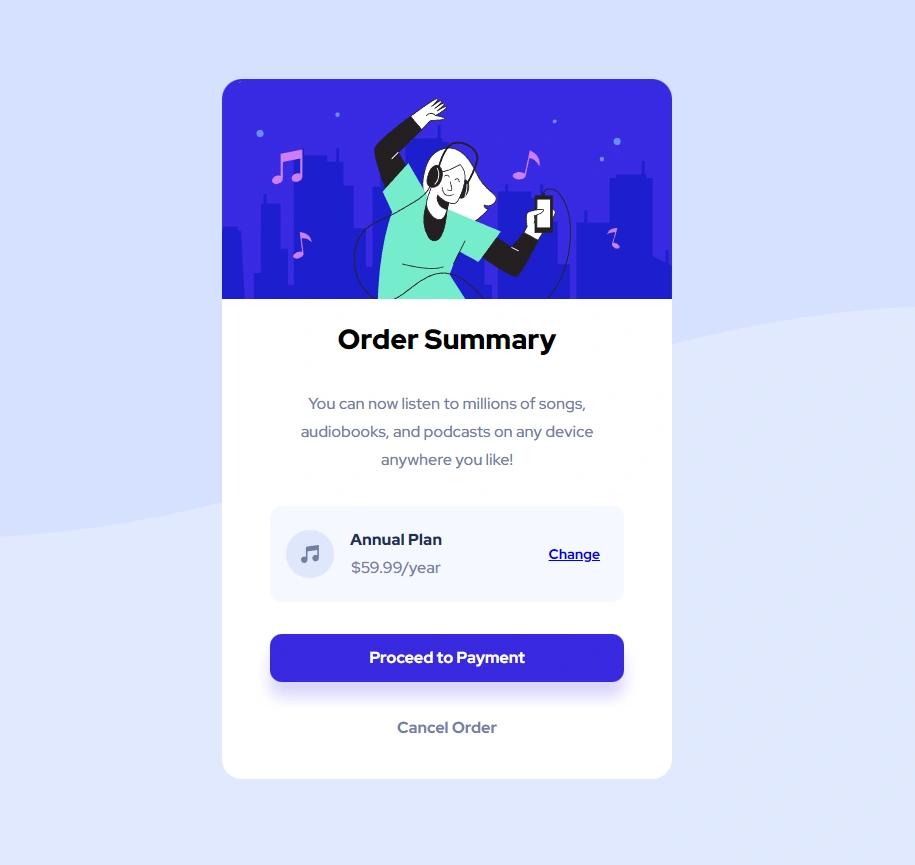 Order Summary
You can now listen to millions of songs,
audiobooks, and podcasts on any device
anywhere you like!
Annual Plan
$59.99/year
Change
Proceed to Payment
Cancel Order